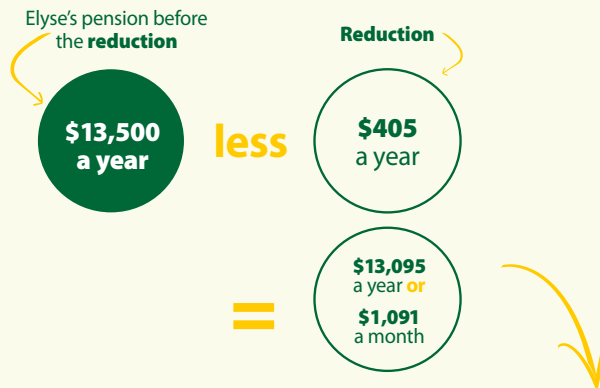 Elyse's pension before
the reduction
Reduction
$13,500
a year
less
$405
a year
=
$13,095
a year or
$1,091
a month